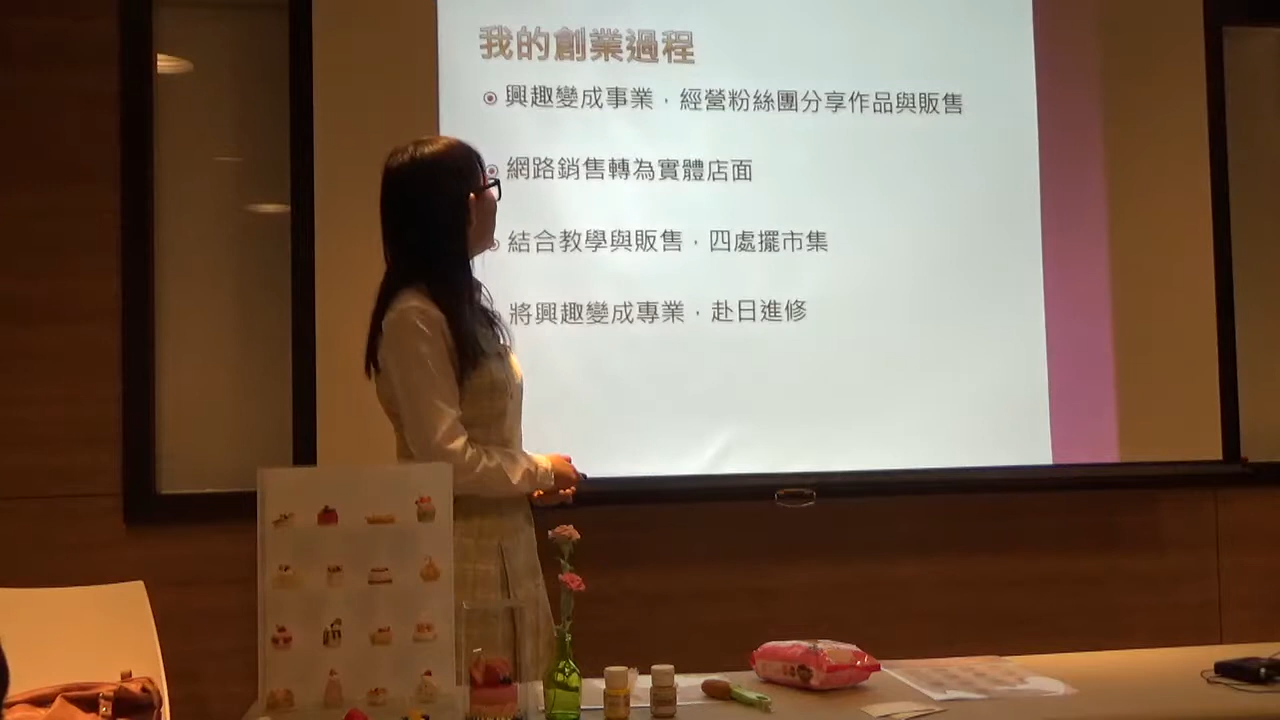 我的創業過程
興趣變成事業，經營粉絲團分享作品與販售
網路銷售轉為實體店面
結合教學與販售，四處擺市集
將興趣變成專業，赴日進修